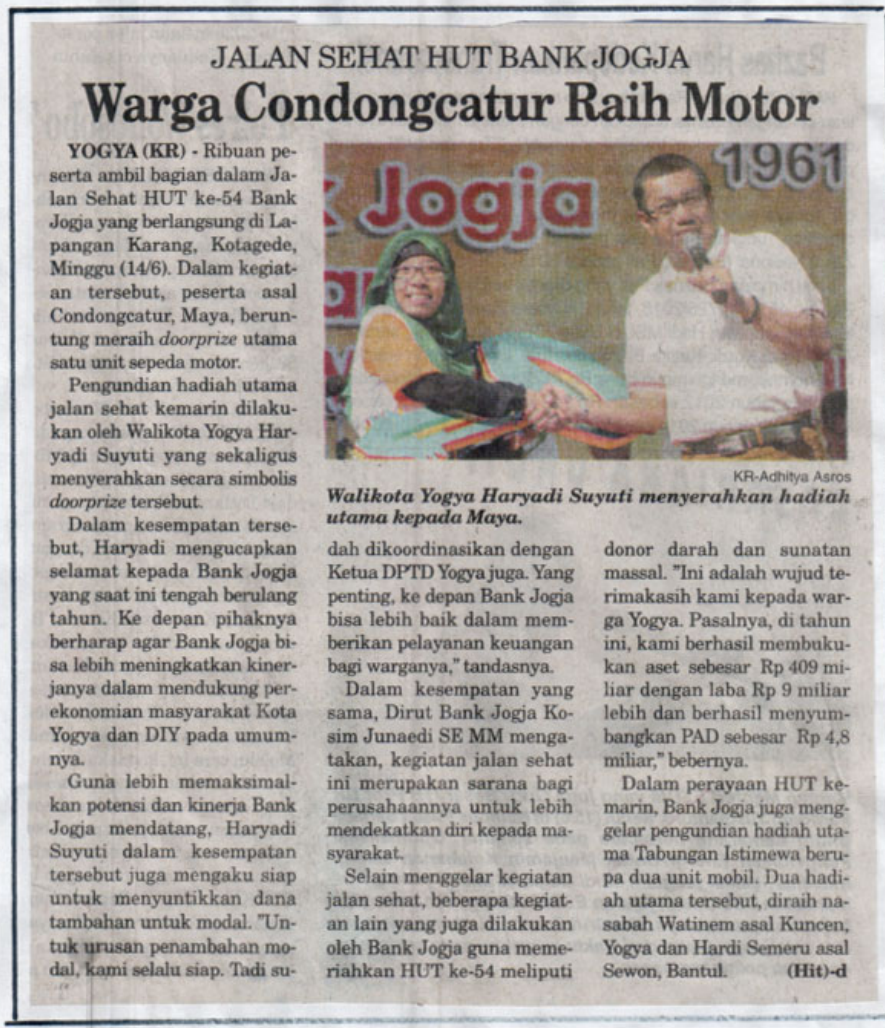 JALAN SEHAT HUT BANK JOGJA
Warga Condongcatur Raih Motor
YOGYA (KR) - Ribuan pe-
serta ambil bagian dalam Ja-
lan Sehat HUT ke-54 Bank
Jogja yang berlangsung di La-
pangan Karang, Kotagede,
Minggu (14/6). Dalam kegiat-
an tersebut, peserta asal
Condongcatur, Maya, berun-
tung meraih doorprize utama
satu unit sepeda motor.
Pengundian hadiah utama
jalan sehat kemarin dilaku-
kan oleh Walikota Yogya Har-
yadi Suyuti yang sekaligus
menyerahkan secara simbolis
doorprize tersebut.
Dalam kesempatan terse-
but, Haryadi mengucapkan
selamat kepada Bank Jogja
yang saat ini tengah berulang
tahun. Ke depan pihaknya
berharap agar Bank Jogja bi-
sa lebih meningkatkan kiner-
janya dalam mendukung per-
ekonomian masyarakat Kota
Yogya dan DIY pada umum-
nya.
Guna lebih memaksimal-
kan potensi dan kinerja Bank
Jogja mendatang, Haryadi
Suyuti dalam kesempatan
tersebut juga mengaku siap
untuk menyuntikkan dana
tambahan untuk modal. "Un-
tuk urusan penambahan mo-
dal, kami selalu siap. Tadi su-
k Jogja
1961
KR-Adhitya Asros
Walikota Yogya Haryadi Suyuti menyerahkan hadiah
utama kepada Maya.
dah dikoordinasikan dengan
Ketua DPTD Yogya juga. Yang
penting, ke depan Bank Jogja
bisa lebih baik dalam mem-
berikan pelayanan keuangan
bagi warganya," tandasnya.
Dalam kesempatan yang
sama, Dirut Bank Jogja Ko-
sim Junaedi SE MM menga-
takan, kegiatan jalan sehat
ini merupakan sarana bagi
perusahaannya untuk lebih
mendekatkan diri kepada ma-
syarakat.
Selain menggelar kegiatan
jalan sehat, beberapa kegiat-
an lain yang juga dilakukan
oleh Bank Jogja guna meme-
riahkan HUT ke-54 meliputi
donor darah dan sunatan
massal. "Ini adalah wujud te-
rimakasih kami kepada war-
ga Yogya. Pasalnya, di tahun
ini, kami berhasil membuku-
kan aset sebesar Rp 409 mi-
liar dengan laba Rp 9 miliar
lebih dan berhasil menyum-
bangkan PAD sebesar Rp 4,8
miliar," bebernya.
Dalam perayaan HUT ke-
marin, Bank Jogja juga meng-
gelar pengundian hadiah uta-
ma Tabungan Istimewa beru-
pa dua unit mobil. Dua hadi-
ah utama tersebut, diraih na-
sabah Watinem asal Kuncen,
Yogya dan Hardi Semeru asal
Sewon, Bantul. (Hit)-d